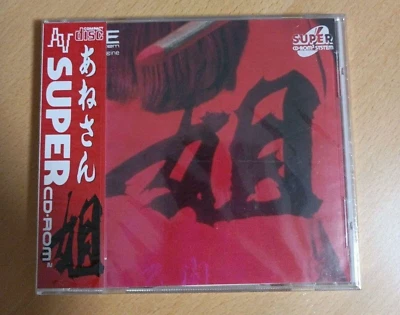 AV
COMPACT
disc
あねさん
SUPER
CD-ROM2
姐
E
姐
SUPER
CD-ROM2 SYSTEM